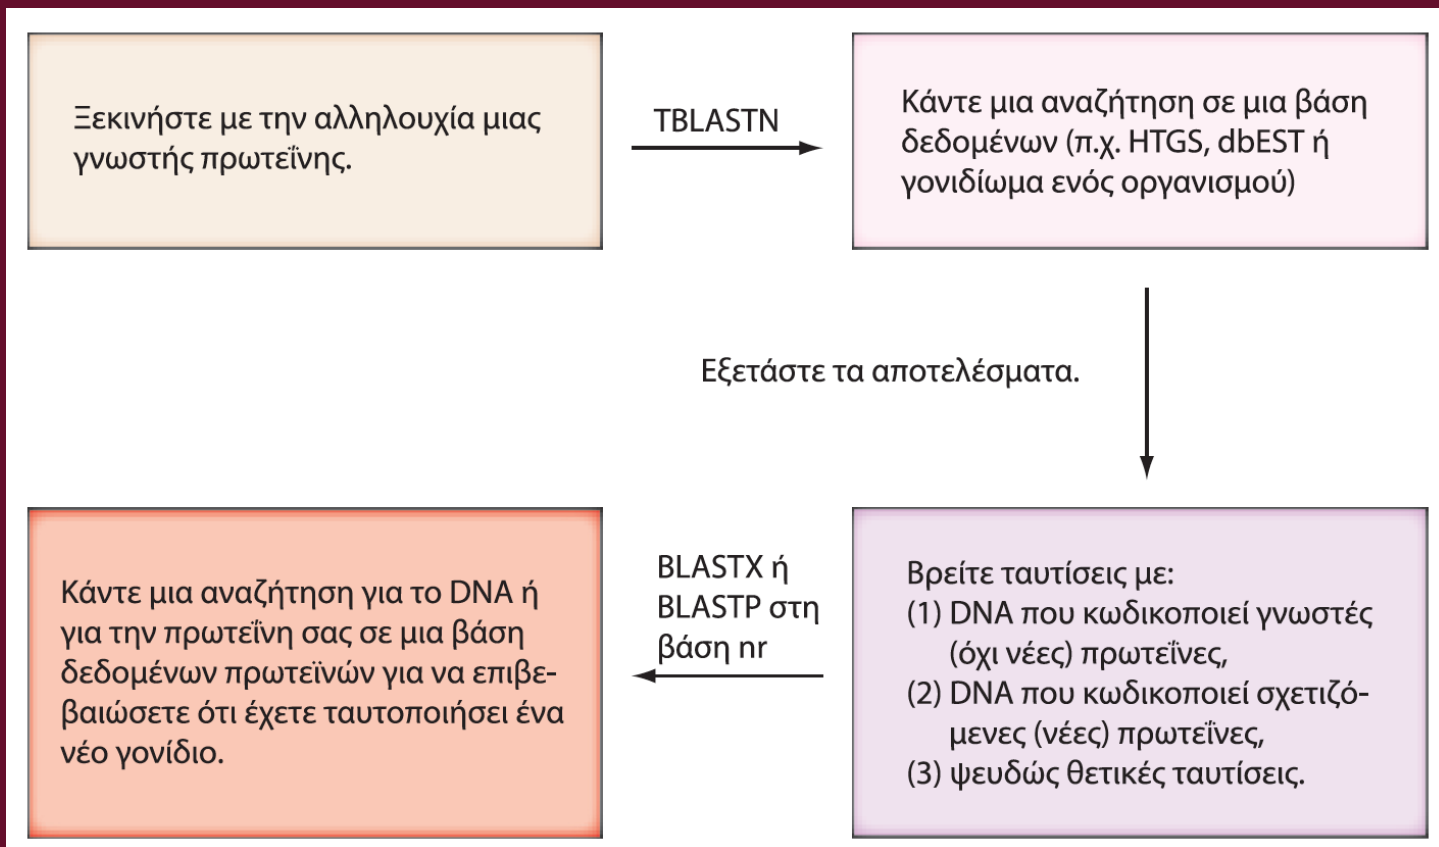 Ξεκινήστε με την αλληλουχία μιας
γνωστής πρωτεΐνης.
TBLASTN
Κάντε μια αναζήτηση σε μια βάση
δεδομένων (π.χ. HTGS, dbEST ή
γονιδίωμα ενός οργανισμού)
Εξετάστε τα αποτελέσματα.
Βρείτε ταυτίσεις με:
(1) DNA που κωδικοποιεί γνωστές
(όχι νέες) πρωτεΐνες,
(2) DNA που κωδικοποιεί σχετιζό-
μενες (νέες) πρωτεΐνες,
(3) ψευδώς θετικές ταυτίσεις.
BLASTX ή
BLASTP στη
βάση nr
Κάντε μια αναζήτηση για το DNA ή
για την πρωτεΐνη σας σε μια βάση
δεδομένων πρωτεϊνών για να επιβε-
βαιώσετε ότι έχετε ταυτοποιήσει ένα
νέο γονίδιο.